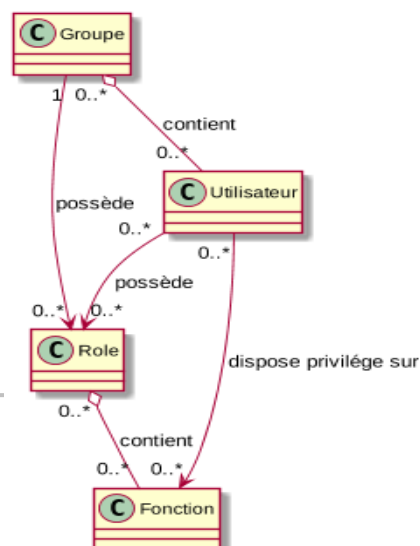 C Groupe
1 0..*
contient
0..*
C Utilisateur
possède
0..*
0..*
possède
0..* 0..*
C Role
dispose privilége sur
0..*
contient
0..* 0..*
C Fonction